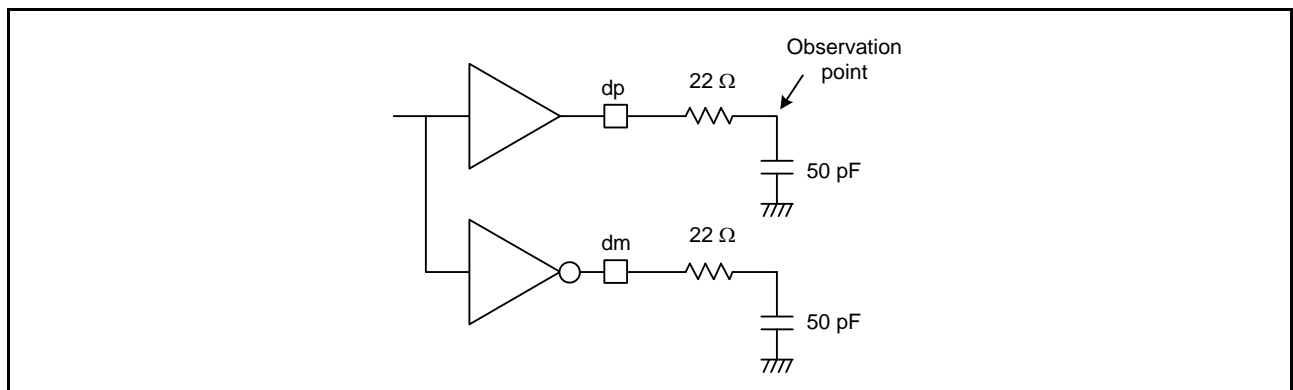 Observation
point
dp
22 Ω
50 pF
dm
22 Ω
50 pF